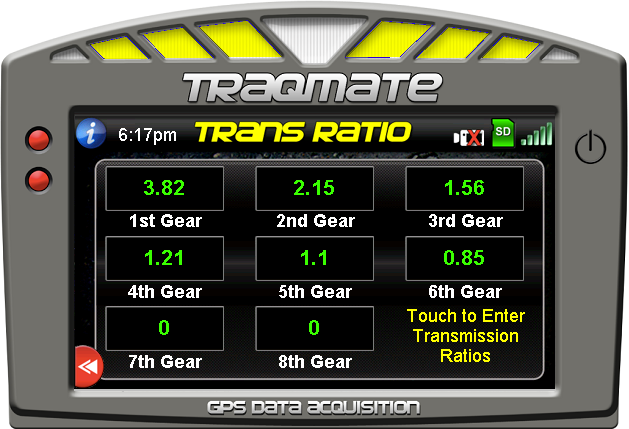 TRAQMATE
i 6:17pm TRANS RATIO SD
3.82 2.15 1.56
1st Gear 2nd Gear 3rd Gear
1.21 1.1 0.85
4th Gear 5th Gear 6th Gear
0 0
7th Gear 8th Gear
Touch to Enter
Transmission
Ratios
GPS DATA ACQUISITION